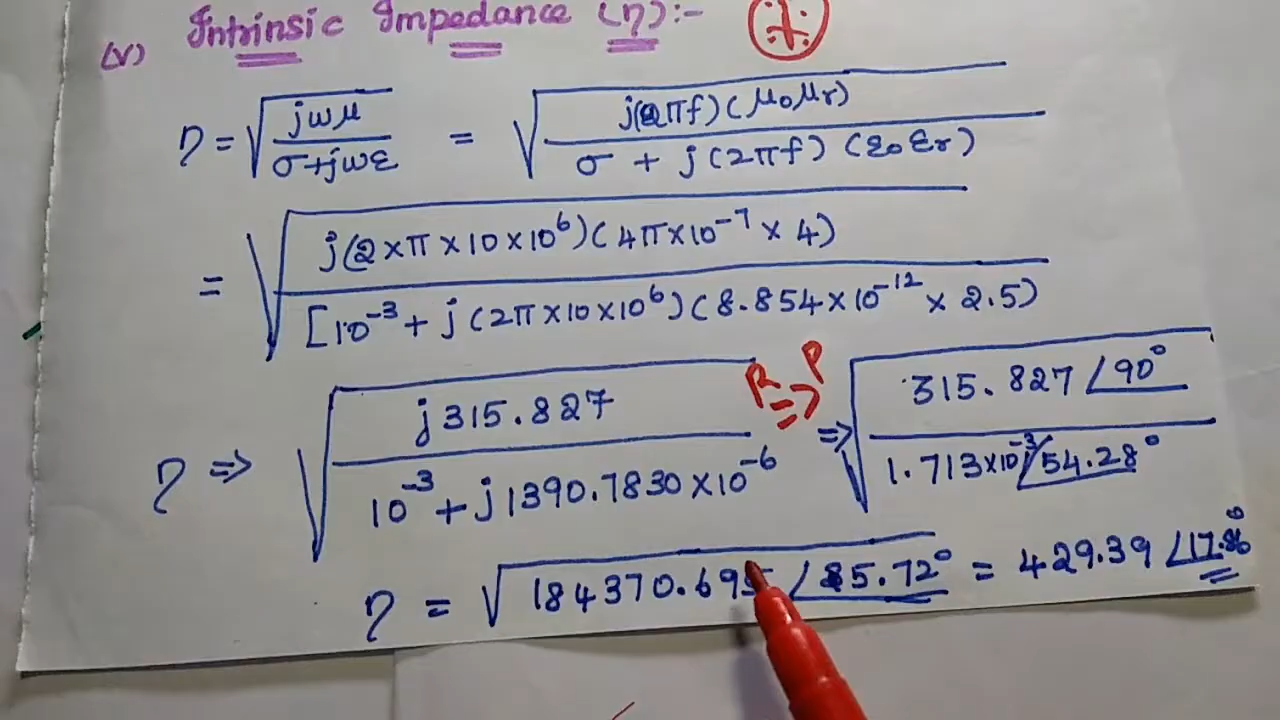 (V) Intrinsic Impedance (η):-
η = √(jωμ / σ+jωε) = √(j(2πf)(μ₀μᵣ) / σ + j(2πf)(ε₀εᵣ))
= √(j(2×π×10×10⁶)(4π×10⁻⁷×4) / [10⁻³ + j(2π×10×10⁶)(8.854×10⁻¹²×2.5))
R ⇒ P
η ⇒ √(j315.827 / 10⁻³ + j1390.7830×10⁻⁶) ⇒ √(315.827 ∠90° / 1.713×10⁻³ ∠54.28°)
η = √(184370.695 ∠35.72°) = 429.39 ∠17.86°